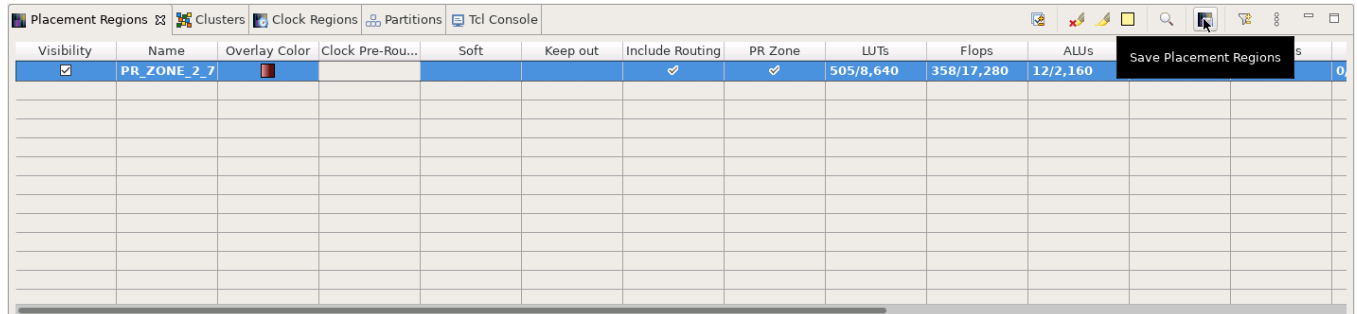 Placement Regions Clusters Clock Regions Partitions Tcl Console
Visibility Name Overlay Color Clock Pre-Rou... Soft Keep out Include Routing PR Zone LUTs Flops ALUs s
PR_ZONE_2_7 505/8,640 358/17,280 12/2,160 0/
Save Placement Regions